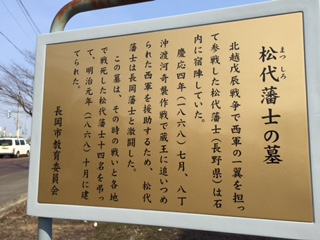 松代藩士の墓
まつしろ
北越戊辰戦争で西軍の一翼を担っ
て参戦した松代藩士(長野県)は石
内に宿陣していた。
慶応四年(一八六八)七月、八丁
沖渡河奇襲作戦で蔵王に追いつめ
られた西軍を援助するため、松代
藩士は長岡藩士と激闘した。
この墓は、その時の戦いと各地
で戦死した松代藩士十四名を弔っ
て、明治元年(一八六八)十月に建
てられた。
長岡市教育委員会